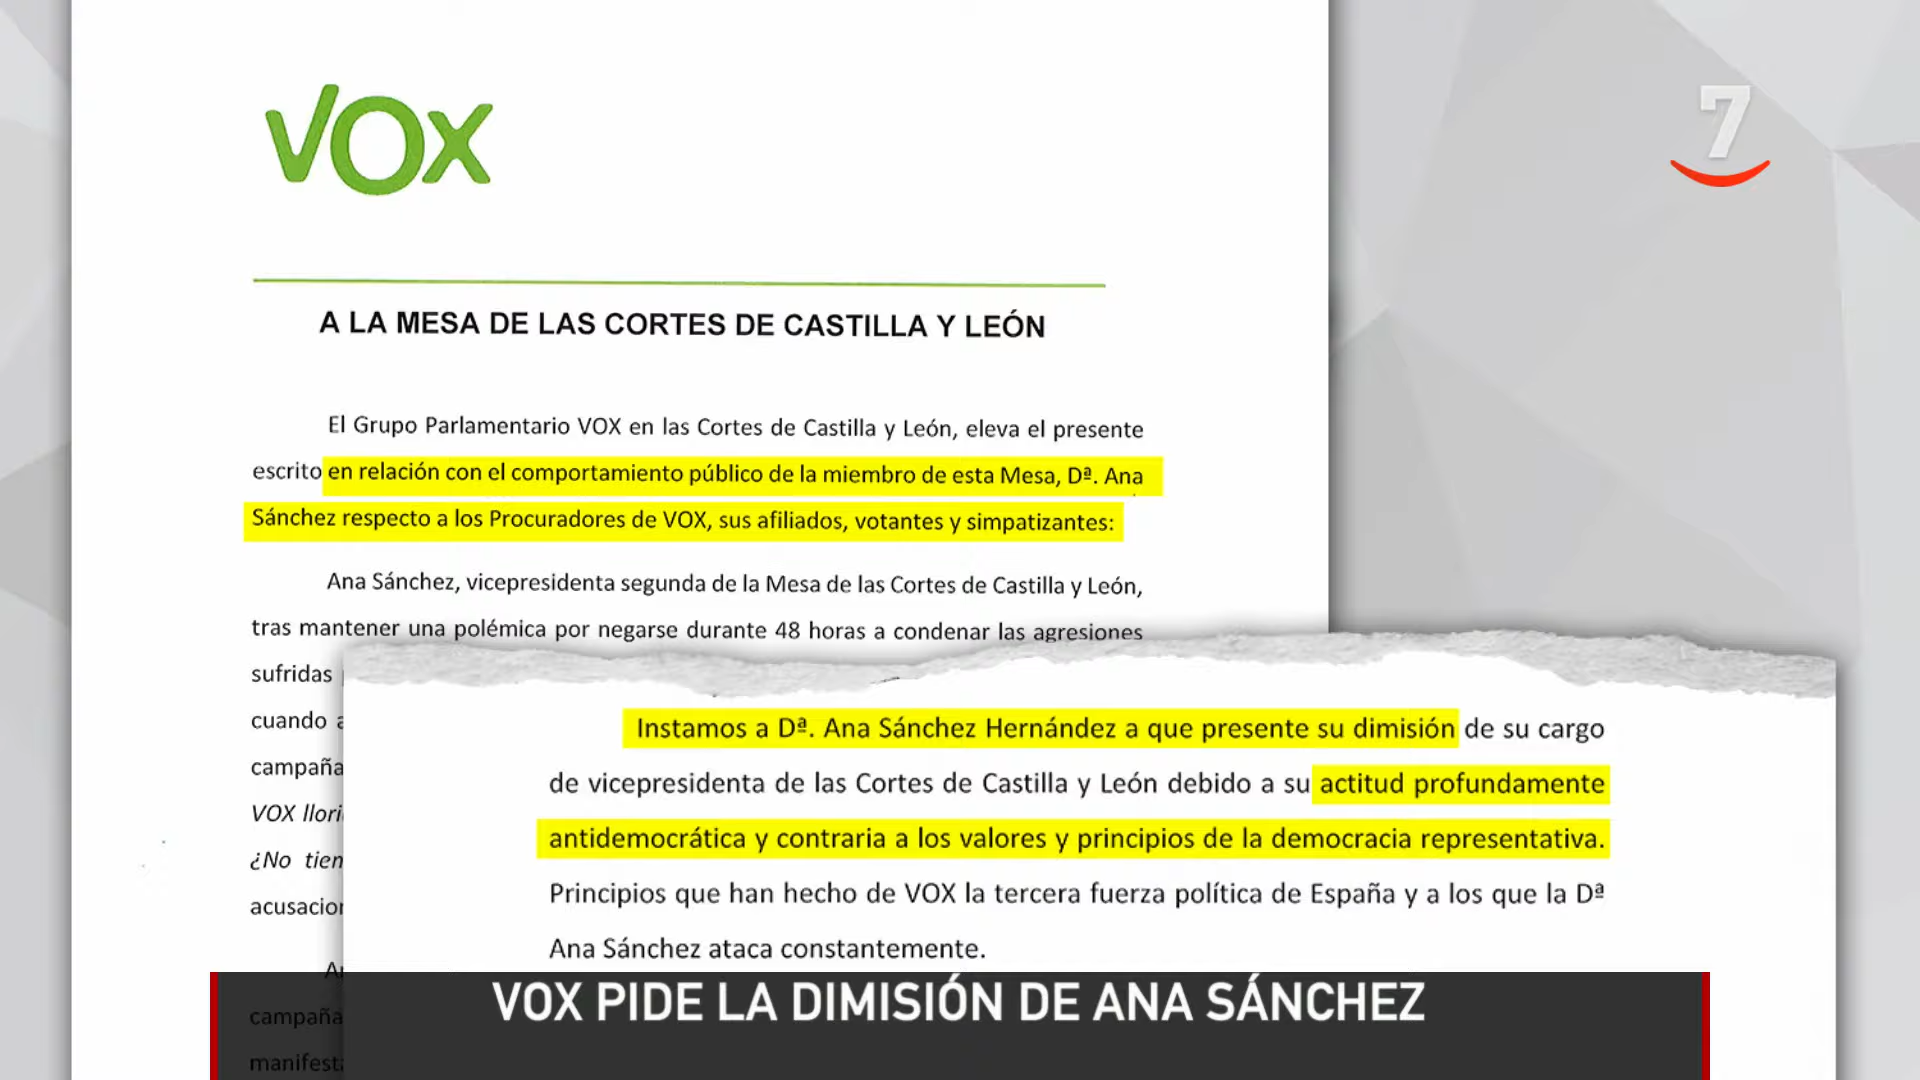 VOX
7
A LA MESA DE LAS CORTES DE CASTILLA Y LEÓN
El Grupo Parlamentario VOX en las Cortes de Castilla y León, eleva el presente
escrito en relación con el comportamiento público de la miembro de esta Mesa, Dª. Ana
Sánchez respecto a los Procuradores de VOX, sus afiliados, votantes y simpatizantes:
Ana Sánchez, vicepresidenta segunda de la Mesa de las Cortes de Castilla y León,
tras mantener una polémica por negarse durante 48 horas a condenar las agresiones
sufridas
cuando
campaña
VOX
¿No
Instamos a Dª. Ana Sánchez Hernández a que presente su dimisión de su cargo
de vicepresidenta de las Cortes de Castilla y León debido a su actitud profundamente
antidemocrática y contraria a los valores y principios de la democracia representativa.
Principios que han hecho de VOX la tercera fuerza política de España y a los que la Dª
Ana Sánchez ataca constantemente.
campaña
VOX PIDE LA DIMISIÓN DE ANA SÁNCHEZ